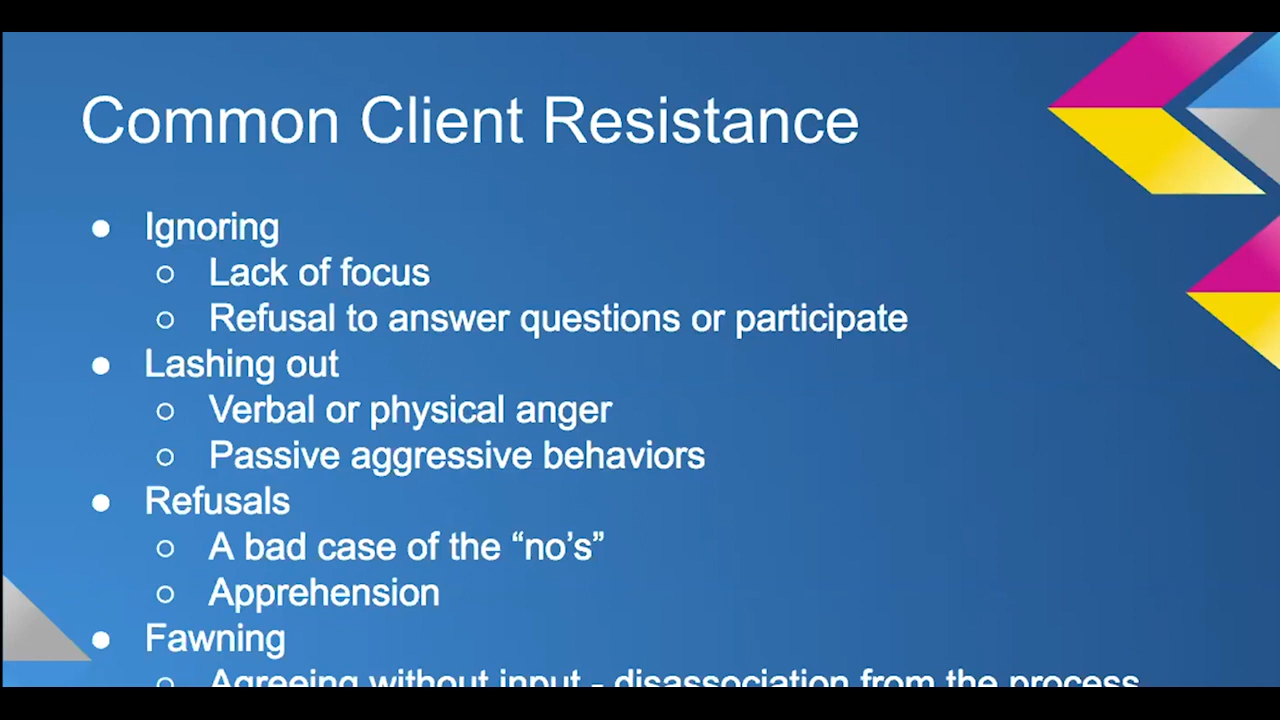 Common Client Resistance
● Ignoring
○ Lack of focus
○ Refusal to answer questions or participate
● Lashing out
○ Verbal or physical anger
○ Passive aggressive behaviors
● Refusals
○ A bad case of the “no’s”
○ Apprehension
● Fawning
○ Agreeing without input - disassociation from the process